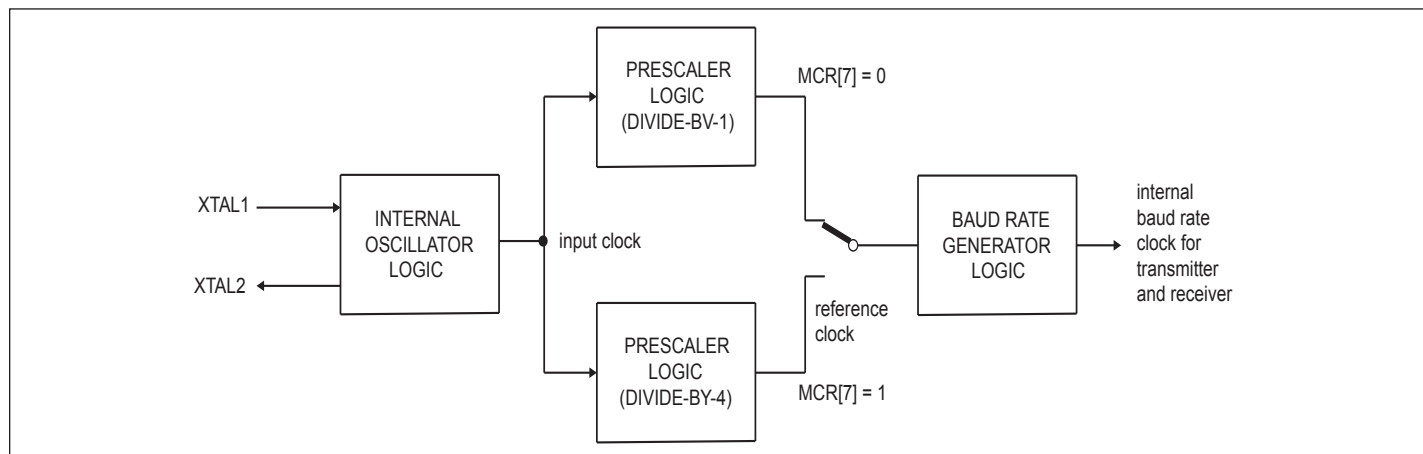 PRESCALER
LOGIC
(DIVIDE-BV-1)
MCR[7] = 0
XTAL1
XTAL2
INTERNAL
OSCILLATOR
LOGIC
input clock
BAUD RATE
GENERATOR
LOGIC
internal
baud rate
clock for
transmitter
and receiver
reference
clock
PRESCALER
LOGIC
(DIVIDE-BY-4)
MCR[7] = 1